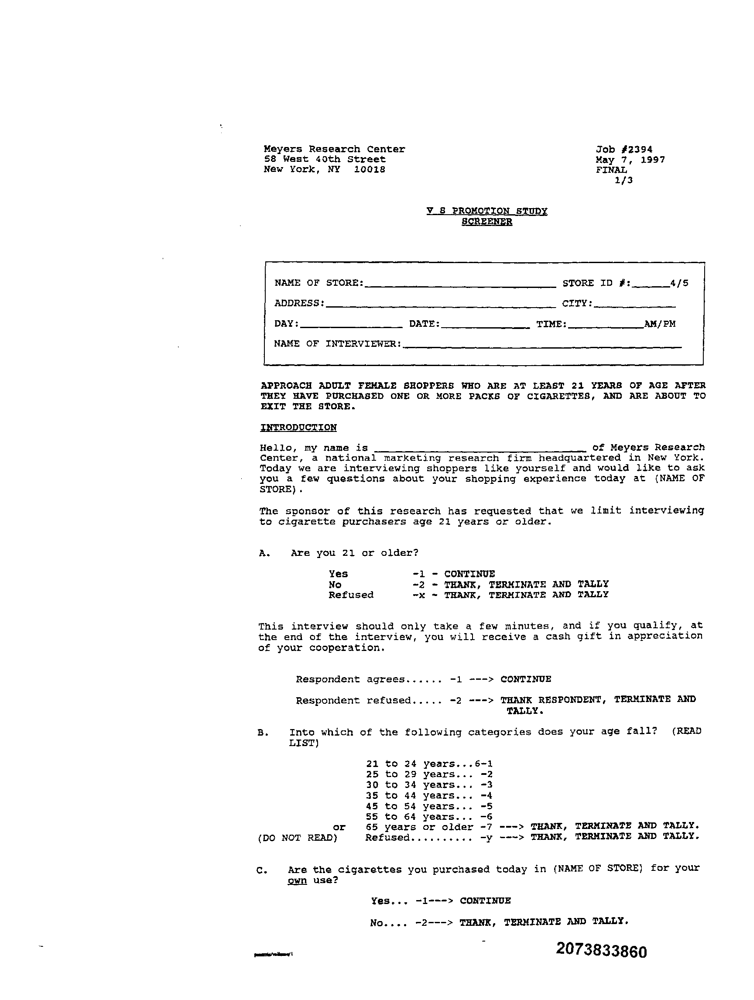 Meyers Research Center
58 West 40th Street
New York, NY 10018
Job #2394
May 7, 1997
FINAL
1/3
V S PROMOTION STUDY
SCREENER
NAME OF STORE:____________________ STORE ID #:_____4/5
ADDRESS:____________________ CITY:__________
DAY:__________ DATE:__________ TIME:__________AM/PM
NAME OF INTERVIEWER:____________________
APPROACH ADULT FEMALE SHOPPERS WHO ARE AT LEAST 21 YEARS OF AGE AFTER
THEY HAVE PURCHASED ONE OR MORE PACKS OF CIGARETTES, AND ARE ABOUT TO
EXIT THE STORE.
INTRODUCTION
Hello, my name is ____________________ of Meyers Research
Center, a national marketing research firm headquartered in New York.
Today we are interviewing shoppers like yourself and would like to ask
you a few questions about your shopping experience today at (NAME OF
STORE).
The sponsor of this research has requested that we limit interviewing
to cigarette purchasers age 21 years or older.
A. Are you 21 or older?
Yes -1 - CONTINUE
No -2 - THANK, TERMINATE AND TALLY
Refused -x - THANK, TERMINATE AND TALLY
This interview should only take a few minutes, and if you qualify, at
the end of the interview, you will receive a cash gift in appreciation
of your cooperation.
Respondent agrees...... -1 ---> CONTINUE
Respondent refused..... -2 ---> THANK RESPONDENT, TERMINATE AND
TALLY.
B. Into which of the following categories does your age fall? (READ
LIST)
21 to 24 years...6-1
25 to 29 years... -2
30 to 34 years... -3
35 to 44 years... -4
45 to 54 years... -5
55 to 64 years... -6
or 65 years or older -7 ---> THANK, TERMINATE AND TALLY.
(DO NOT READ) Refused.......... -y ---> THANK, TERMINATE AND TALLY.
C. Are the cigarettes you purchased today in (NAME OF STORE) for your
own use?
Yes... -1---> CONTINUE
No.... -2---> THANK, TERMINATE AND TALLY.
2073833860